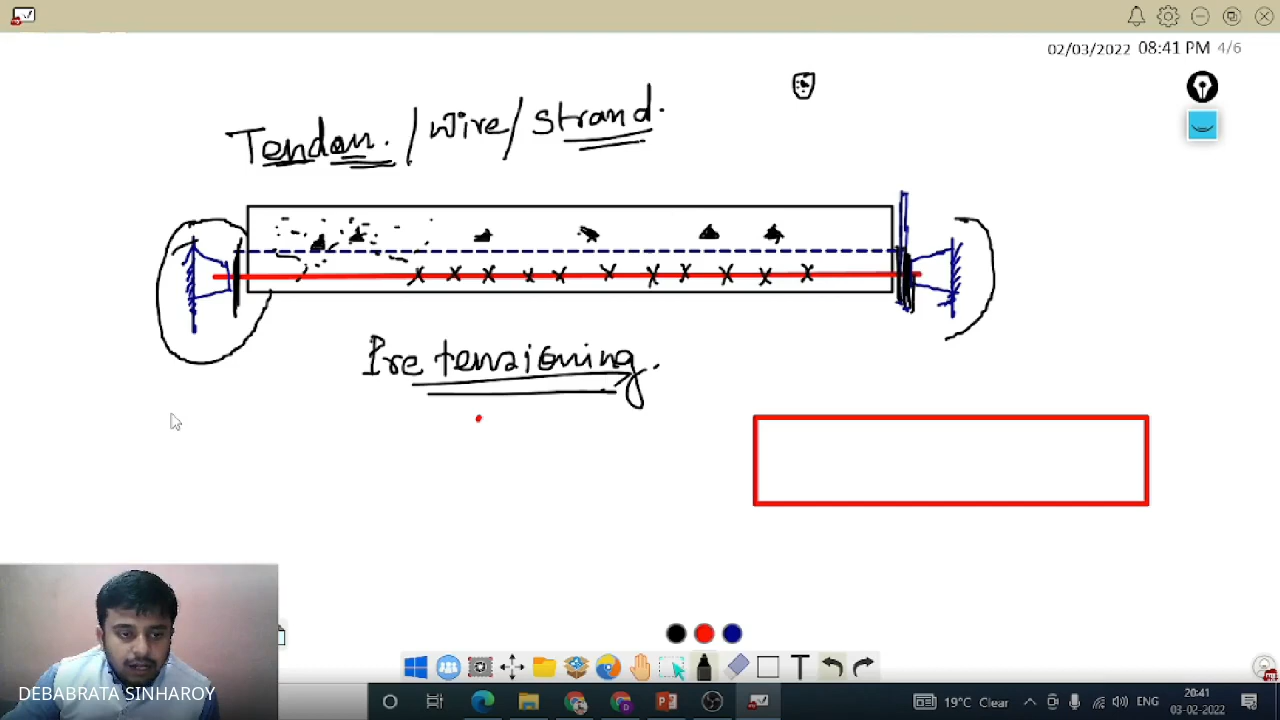 02/03/2022 08:41 PM 4/6
Tendon. / Wire / Strand.
Pre tensioning.
DEBABRATA SINHAROY
T
19°C Clear
ENG
20:41
03-02-2022